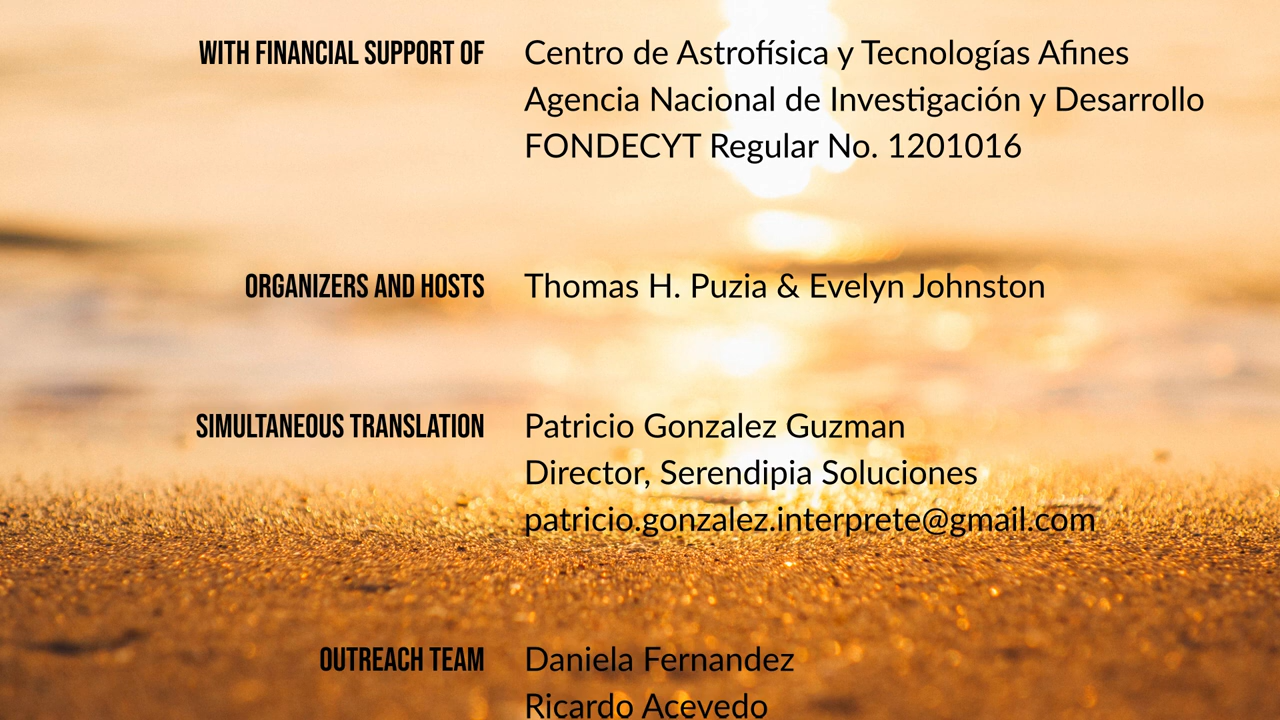 WITH FINANCIAL SUPPORT OF Centro de Astrofísica y Tecnologías Afines
Agencia Nacional de Investigación y Desarrollo
FONDECYT Regular No. 1201016
ORGANIZERS AND HOSTS Thomas H. Puzia & Evelyn Johnston
SIMULTANEOUS TRANSLATION Patricio Gonzalez Guzman
Director, Serendipia Soluciones
patricio.gonzalez.interprete@gmail.com
OUTREACH TEAM Daniela Fernandez
Ricardo Acevedo